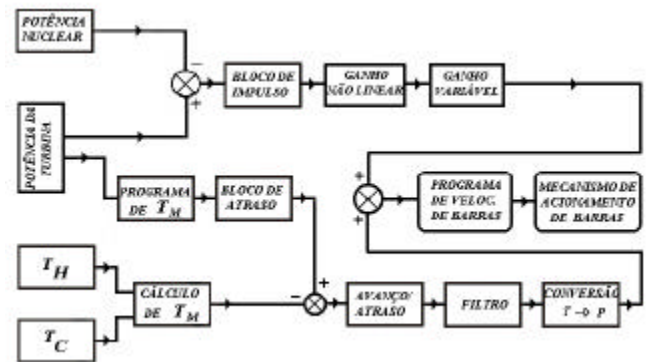 POTÊNCIA
NUCLEAR
BLOCO DE
IMPULSO
GANHO
NÃO LINEAR
GANHO
VARIÁVEL
POTÊNCIA DA
TURBINA
PROGRAMA
DE T_M
BLOCO DE
ATRASO
PROGRAMA
DE VELOC.
DE BARRAS
MECANISMO DE
ACIONAMENTO
DE BARRAS
T_H
T_C
CÁLCULO
DE T_M
AVANÇO/
ATRASO
FILTRO
CONVERSÃO
T → P
−
+
+
+
−
+